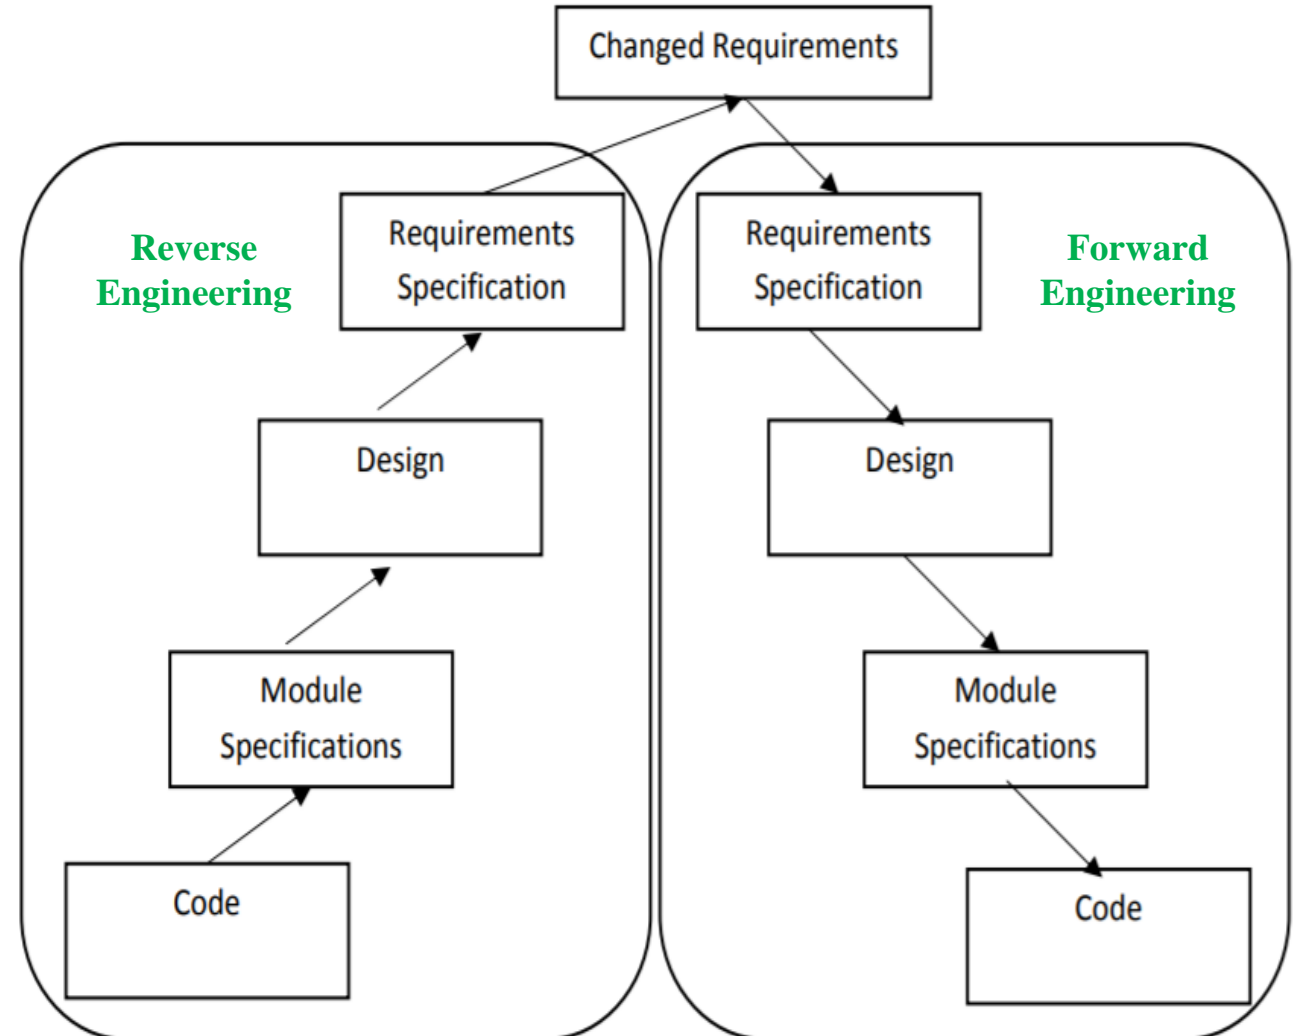 Changed Requirements
Reverse
Engineering
Requirements
Specification
Design
Module
Specifications
Code
Requirements
Specification
Forward
Engineering
Design
Module
Specifications
Code